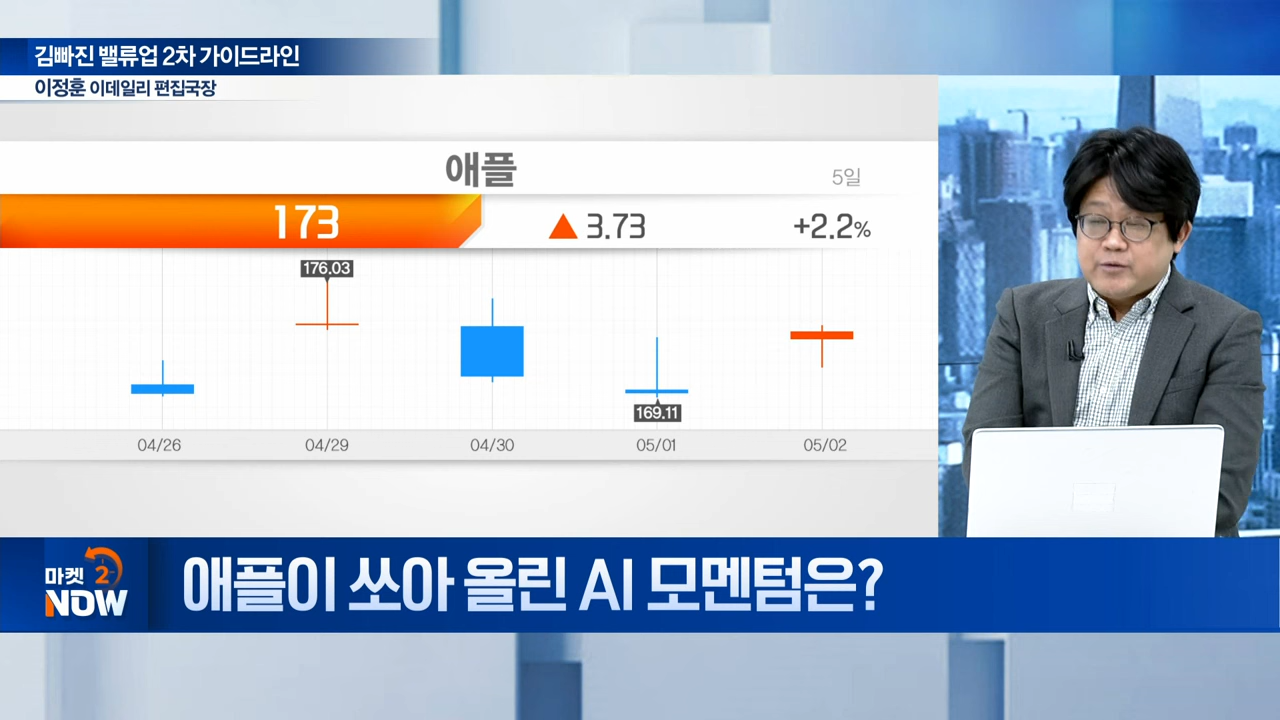 김빠진 밸류업 2차 가이드라인
이정훈 이데일리 편집국장
애플
5일
173
▲ 3.73
+2.2%
176.03
169.11
04/26
04/29
04/30
05/01
05/02
마켓 2
NOW
애플이 쏘아 올린 AI 모멘텀은?